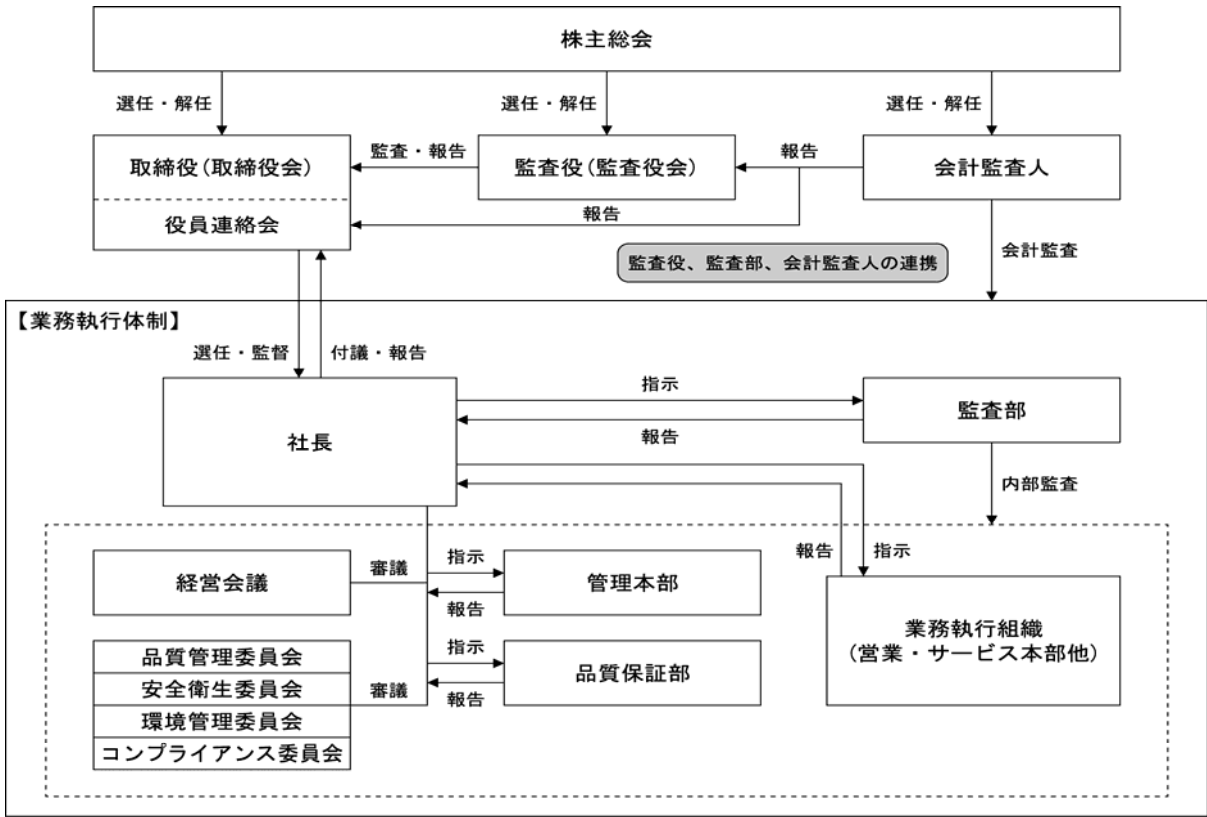 株主総会
選任・解任
選任・解任
選任・解任
取締役(取締役会)
監査・報告
監査役(監査役会)
報告
会計監査人
役員連絡会
報告
監査役、監査部、会計監査人の連携
会計監査
【業務執行体制】
選任・監督
付議・報告
社長
指示
報告
監査部
内部監査
報告
指示
経営会議
審議
指示
報告
管理本部
業務執行組織
(営業・サービス本部他)
品質管理委員会
安全衛生委員会
環境管理委員会
コンプライアンス委員会
審議
指示
報告
品質保証部